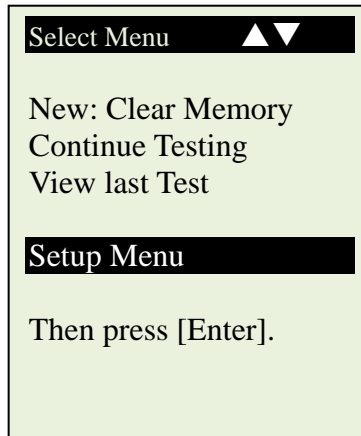 Select Menu ▲▼
New: Clear Memory
Continue Testing
View last Test
Setup Menu
Then press [Enter].